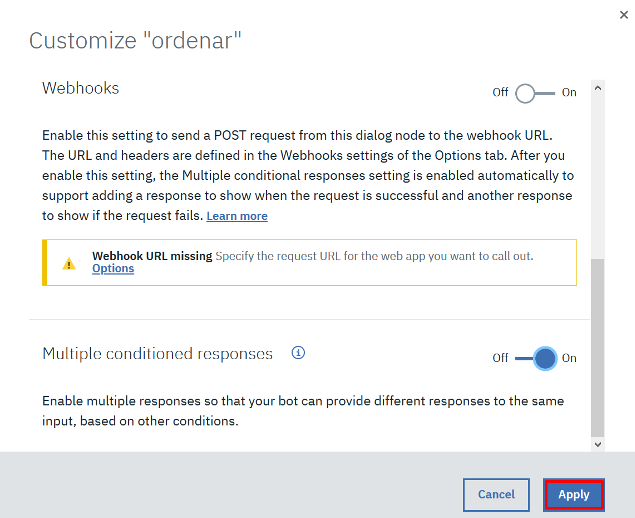 Customize "ordenar"
Webhooks
Off On
Enable this setting to send a POST request from this dialog node to the webhook URL.
The URL and headers are defined in the Webhooks settings of the Options tab. After you
enable this setting, the Multiple conditional responses setting is enabled automatically to
support adding a response to show when the request is successful and another response
to show if the request fails. Learn more
Webhook URL missing Specify the request URL for the web app you want to call out.
Options
Multiple conditioned responses
Off On
Enable multiple responses so that your bot can provide different responses to the same
input, based on other conditions.
Cancel Apply